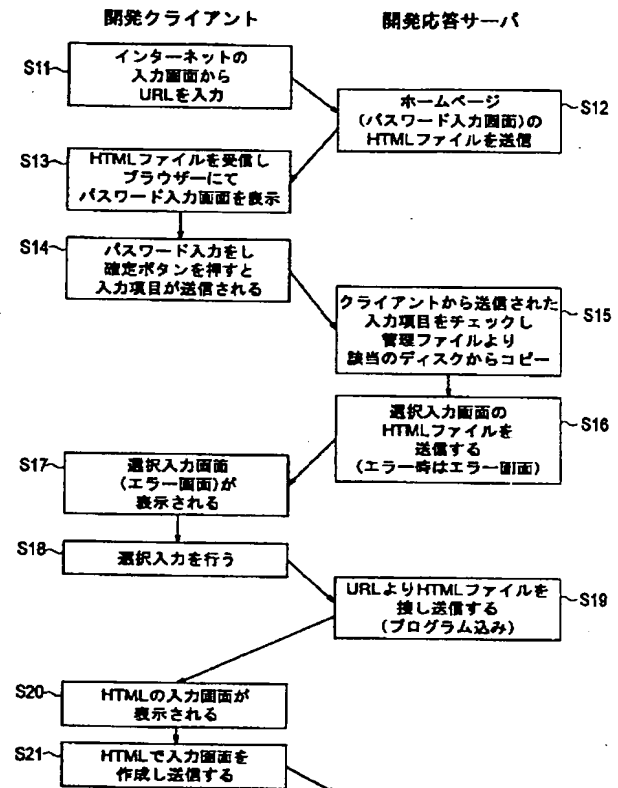 開発クライアント
開発応答サーバ
S11
インターネットの
入力画面から
URLを入力
ホームページ
(パスワード入力画面)の
HTMLファイルを送信
S12
S13
HTMLファイルを受信し
ブラウザーにて
パスワード入力画面を表示
S14
パスワード入力をし
確定ボタンを押すと
入力項目が送信される
クライアントから送信された
入力項目をチェックし
管理ファイルより
該当のディスクからコピー
S15
選択入力画面の
HTMLファイルを
送信する
(エラー時はエラー画面)
S16
S17
選択入力画面
(エラー画面)が
表示される
S18
選択入力を行う
URLよりHTMLファイルを
捜し送信する
(プログラム込み)
S19
S20
HTMLの入力画面が
表示される
S21
HTMLで入力画面を
作成し送信する